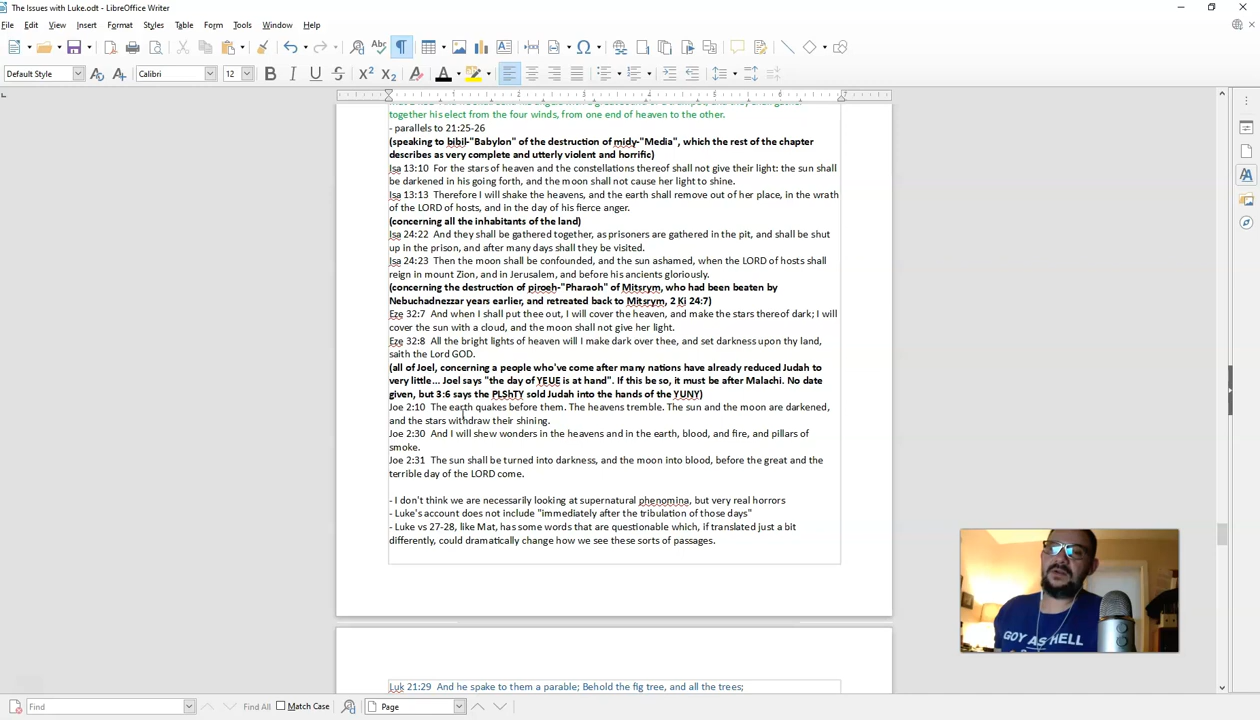 The Issues with Luke.odt - LibreOffice Writer
File Edit View Insert Format Styles Table Form Tools Window Help
Default Style Calibri 12
1 2 3 4 5 6 7
together his elect from the four winds, from one end of heaven to the other.
- parallels to 21:25-26
(speaking to bibil-"Babylon" of the destruction of midy-"Media", which the rest of the chapter
describes as very complete and utterly violent and horrific)
Isa 13:10 For the stars of heaven and the constellations thereof shall not give their light: the sun shall
be darkened in his going forth, and the moon shall not cause her light to shine.
Isa 13:13 Therefore I will shake the heavens, and the earth shall remove out of her place, in the wrath
of the LORD of hosts, and in the day of his fierce anger.
(concerning all the inhabitants of the land)
Isa 24:22 And they shall be gathered together, as prisoners are gathered in the pit, and shall be shut
up in the prison, and after many days shall they be visited.
Isa 24:23 Then the moon shall be confounded, and the sun ashamed, when the LORD of hosts shall
reign in mount Zion, and in Jerusalem, and before his ancients gloriously.
(concerning the destruction of piroeh-"Pharaoh" of Mitsrym, who had been beaten by
Nebuchadnezzar years earlier, and retreated back to Mitsrym, 2 Ki 24:7)
Eze 32:7 And when I shall put thee out, I will cover the heaven, and make the stars thereof dark; I will
cover the sun with a cloud, and the moon shall not give her light.
Eze 32:8 All the bright lights of heaven will I make dark over thee, and set darkness upon thy land,
saith the Lord GOD.
(all of Joel, concerning a people who've come after many nations have already reduced Judah to
very little... Joel says "the day of YEUE is at hand". If this be so, it must be after Malachi. No date
given, but 3:6 says the PLShTY sold Judah into the hands of the YUNY)
Joe 2:10 The earth quakes before them. The heavens tremble. The sun and the moon are darkened,
and the stars withdraw their shining.
Joe 2:30 And I will shew wonders in the heavens and in the earth, blood, and fire, and pillars of
smoke.
Joe 2:31 The sun shall be turned into darkness, and the moon into blood, before the great and the
terrible day of the LORD come.
- I don't think we are necessarily looking at supernatural phenomina, but very real horrors
- Luke's account does not include "immediately after the tribulation of those days"
- Luke vs 27-28, like Mat, has some words that are questionable which, if translated just a bit
differently, could dramatically change how we see these sorts of passages.
GOY AS HELL
Luk 21:29 And he spake to them a parable; Behold the fig tree, and all the trees;
Find Find All Match Case Page